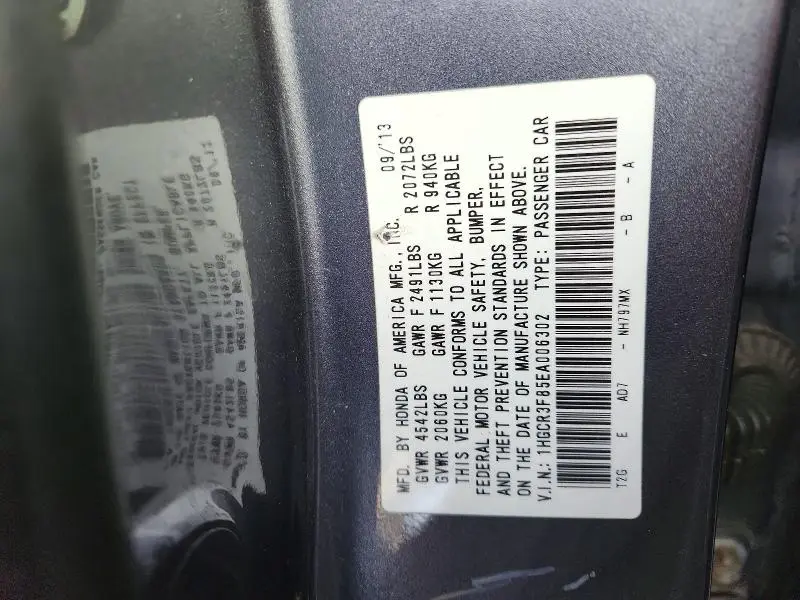 MFD. BY HONDA OF AMERICA MFG., INC. 09/'13
GVWR 4542LBS GAWR F 2491LBS R 2072LBS
GVWR 2060KG GAWR F 1130KG R 940KG
THIS VEHICLE CONFORMS TO ALL APPLICABLE
FEDERAL MOTOR VEHICLE SAFETY, BUMPER,
AND THEFT PREVENTION STANDARDS IN EFFECT
ON THE DATE OF MANUFACTURE SHOWN ABOVE.
V.I.N.: 1HGCR3F85EA006302 TYPE: PASSENGER CAR
T2G E AD7 - NH797MX - B - A